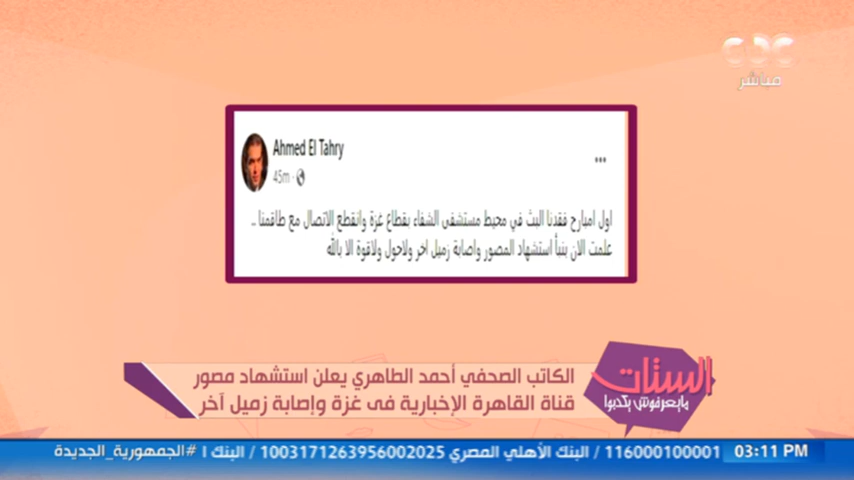 CBC
مباشر
Ahmed El Tahry
45m
اول امبارح فقدنا البث في محيط مستشفى الشفاء بقطاع غزة وانقطع الاتصال مع طاقمنا ..
علمت الان بنبأ استشهاد المصور واصابة زميل اخر ولاحول ولاقوة الا بالله
الستات
مابيعرفوش يكدبوا
الكاتب الصحفي أحمد الطاهري يعلن استشهاد مصور
قناة القاهرة الإخبارية فى غزة وإصابة زميل آخر
03:11 PM
116000100001 / البنك الأهلي المصري 1003171263956002025 / البنك ا #الجمهورية_الجديدة